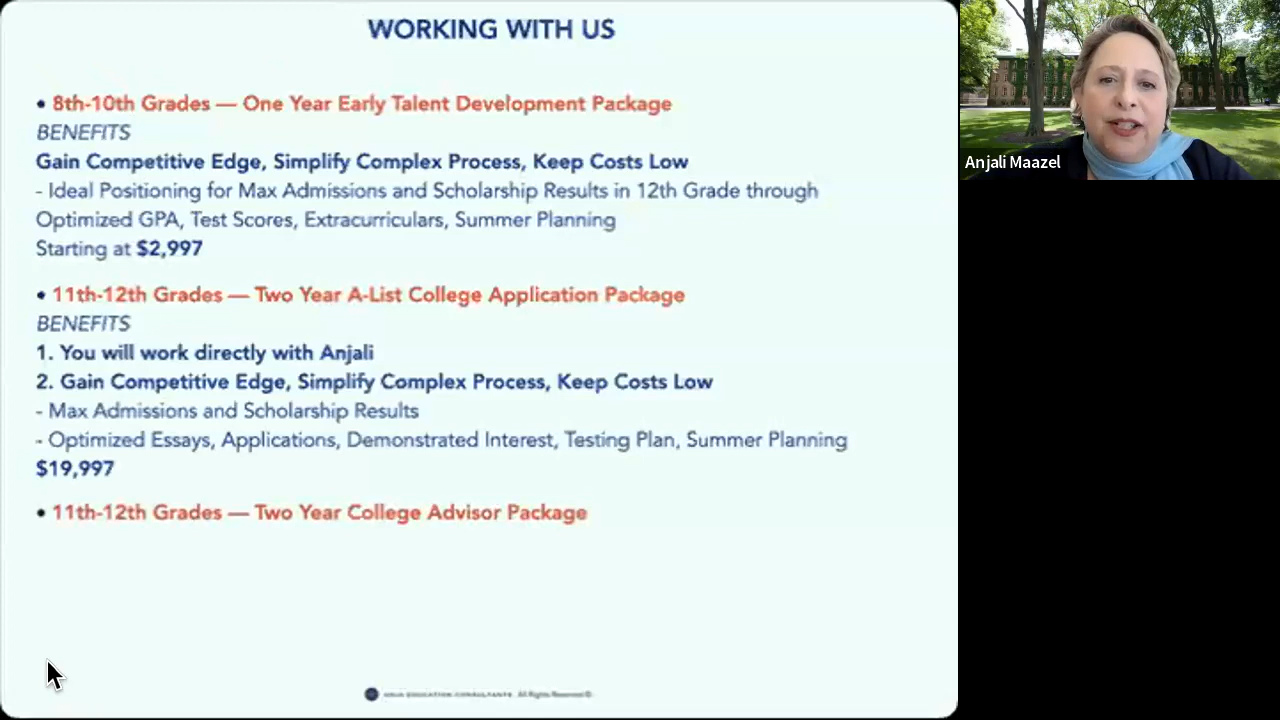 WORKING WITH US
• 8th-10th Grades — One Year Early Talent Development Package
BENEFITS
Gain Competitive Edge, Simplify Complex Process, Keep Costs Low
- Ideal Positioning for Max Admissions and Scholarship Results in 12th Grade through
Optimized GPA, Test Scores, Extracurriculars, Summer Planning
Starting at $2,997
• 11th-12th Grades — Two Year A-List College Application Package
BENEFITS
1. You will work directly with Anjali
2. Gain Competitive Edge, Simplify Complex Process, Keep Costs Low
- Max Admissions and Scholarship Results
- Optimized Essays, Applications, Demonstrated Interest, Testing Plan, Summer Planning
$19,997
• 11th-12th Grades — Two Year College Advisor Package
EDUCATION CONSULTANTS. All Rights Reserved ©
Anjali Maazel